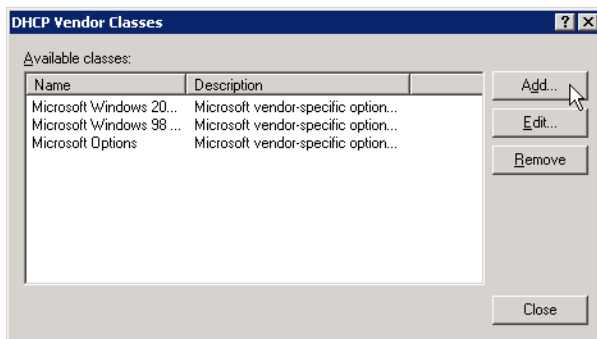 DHCP Vendor Classes
Available classes:
Name Description
Microsoft Windows 20... Microsoft vendor-specific option...
Microsoft Windows 98 ... Microsoft vendor-specific option...
Microsoft Options Microsoft vendor-specific option...
Add...
Edit...
Remove
Close